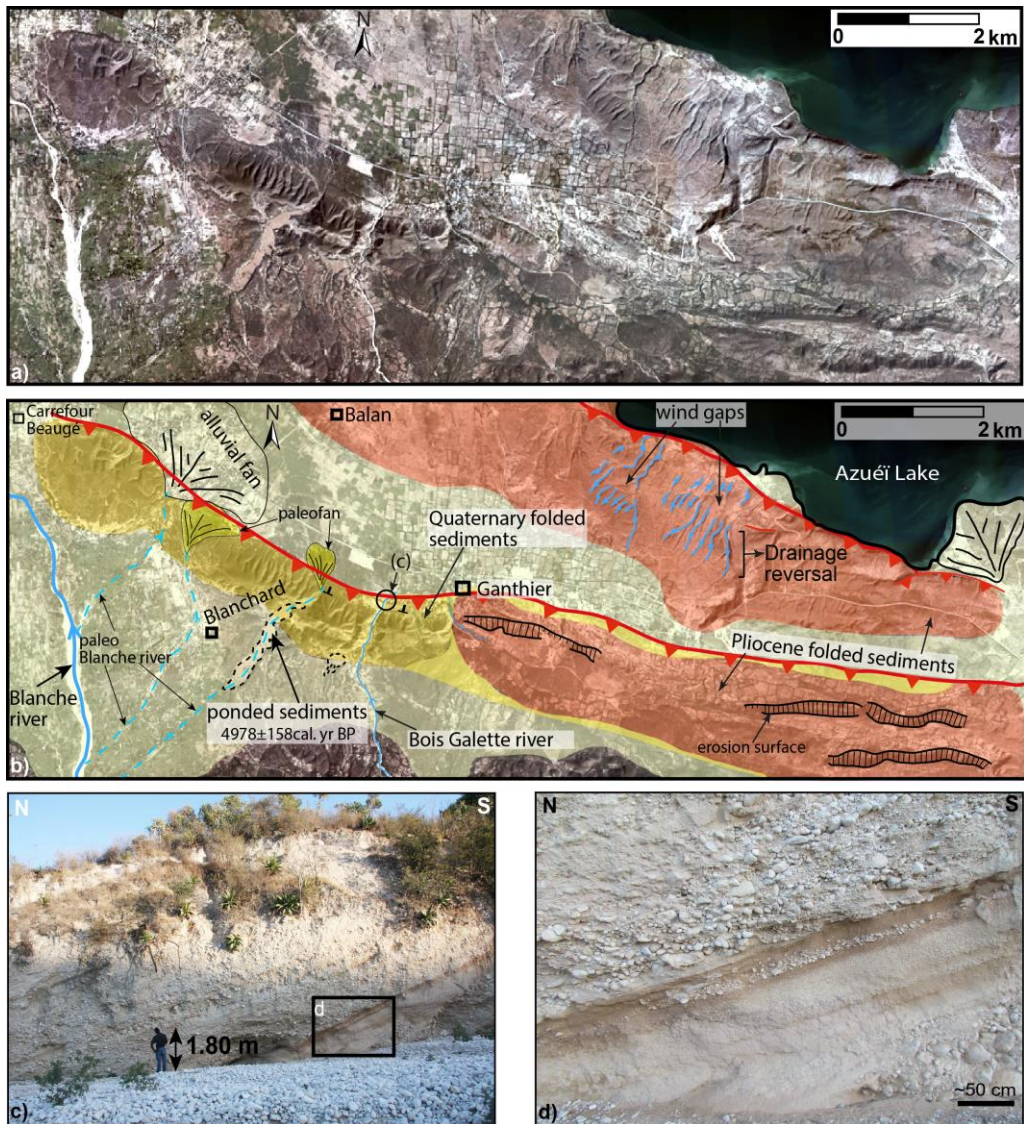 N
0
2 km
a)
Carrefour
Beaugé
alluvial fan
N
Balan
wind gaps
0
2 km
Azuéï Lake
paleofan
Quaternary folded
sediments
(c)
Drainage
reversal
Ganthier
Blanchard
paleo
Blanche river
Blanche
river
ponded sediments
4978±158cal. yr BP
Bois Galette river
Pliocene folded sediments
erosion surface
b)
N
S
d
1.80 m
c)
N
S
~50 cm
d)